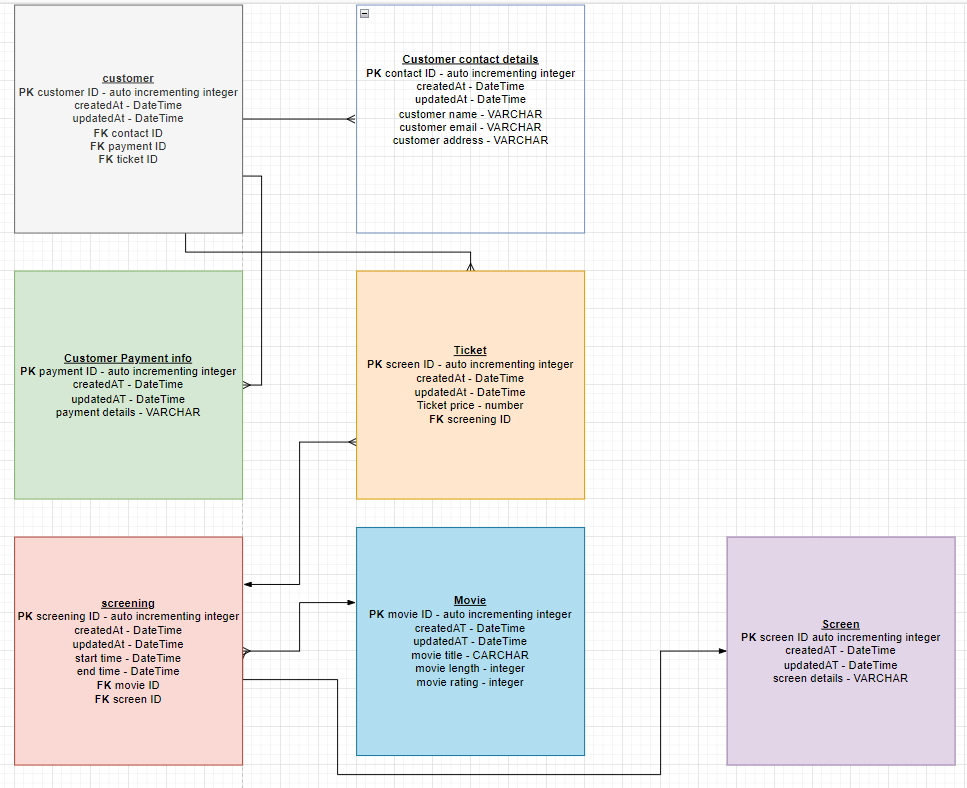 customer
PK customer ID - auto incrementing integer
createdAt - DateTime
updatedAt - DateTime
FK contact ID
FK payment ID
FK ticket ID
Customer contact details
PK contact ID - auto incrementing integer
createdAt - DateTime
updatedAt - DateTime
customer name - VARCHAR
customer email - VARCHAR
customer address - VARCHAR
Customer Payment info
PK payment ID - auto incrementing integer
createdAT - DateTime
updatedAT - DateTime
payment details - VARCHAR
Ticket
PK screen ID - auto incrementing integer
createdAt - DateTime
updatedAt - DateTime
Ticket price - number
FK screening ID
screening
PK screening ID - auto incrementing integer
createdAt - DateTime
updatedAt - DateTime
start time - DateTime
end time - DateTime
FK movie ID
FK screen ID
Movie
PK movie ID - auto incrementing integer
createdAT - DateTime
updatedAT - DateTime
movie title - CARCHAR
movie length - integer
movie rating - integer
Screen
PK screen ID auto incrementing integer
createdAT - DateTime
updatedAT - DateTime
screen details - VARCHAR